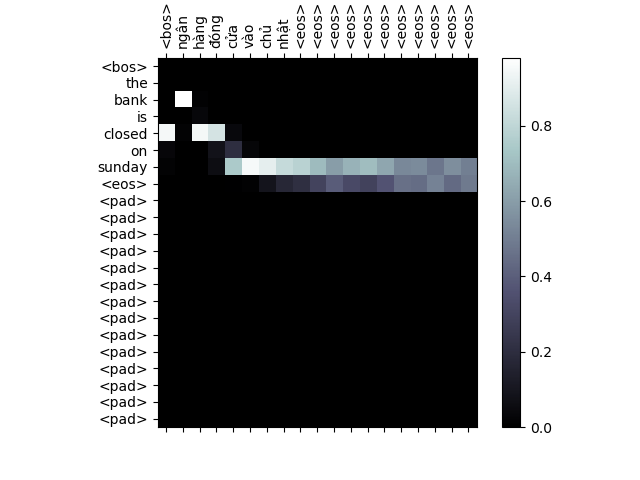 <bos> ngân hàng đóng cửa vào chủ nhật <eos> <eos> <eos> <eos> <eos> <eos> <eos> <eos> <eos> <eos> <eos>
<bos>
the
bank
is
closed
on
sunday
<eos>
<pad>
<pad>
<pad>
<pad>
<pad>
<pad>
<pad>
<pad>
<pad>
<pad>
<pad>
<pad>
<pad>
<pad>
0.8
0.6
0.4
0.2
0.0